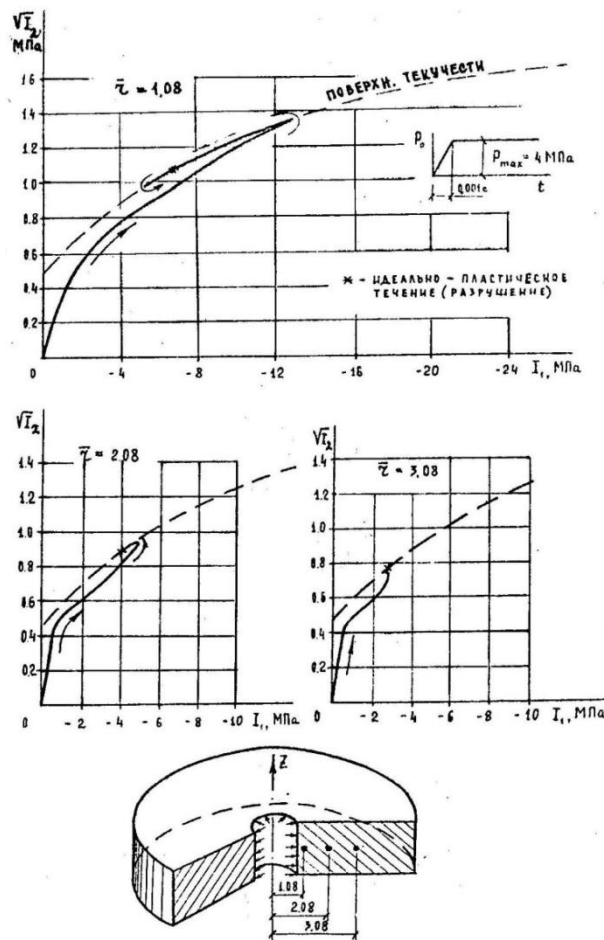 √I₂
МПа
1.6
1.4
1.2
1.0
0.8
0.6
0.4
0.2
0
-4
-8
-12
-16
-20
-24
I₁, МПа
r̄ = 1,08
ПОВЕРХН. ТЕКУЧЕСТИ
P₀
P max = 4 МПа
0,001с
t
* - ИДЕАЛЬНО - ПЛАСТИЧЕСКОЕ
ТЕЧЕНИЕ (РАЗРУШЕНИЕ)
√I₂
1.4
1.2
1.0
0.8
0.6
0.4
0.2
0
-2
-4
-6
-8
-10
I₁, МПа
r̄ = 2,08
√I₂
1.4
1.2
1.0
0.8
0.6
0.4
0.2
0
-2
-4
-6
-8
-10
I₁, МПа
r̄ = 3,08
Z
1.08
2.08
3.08